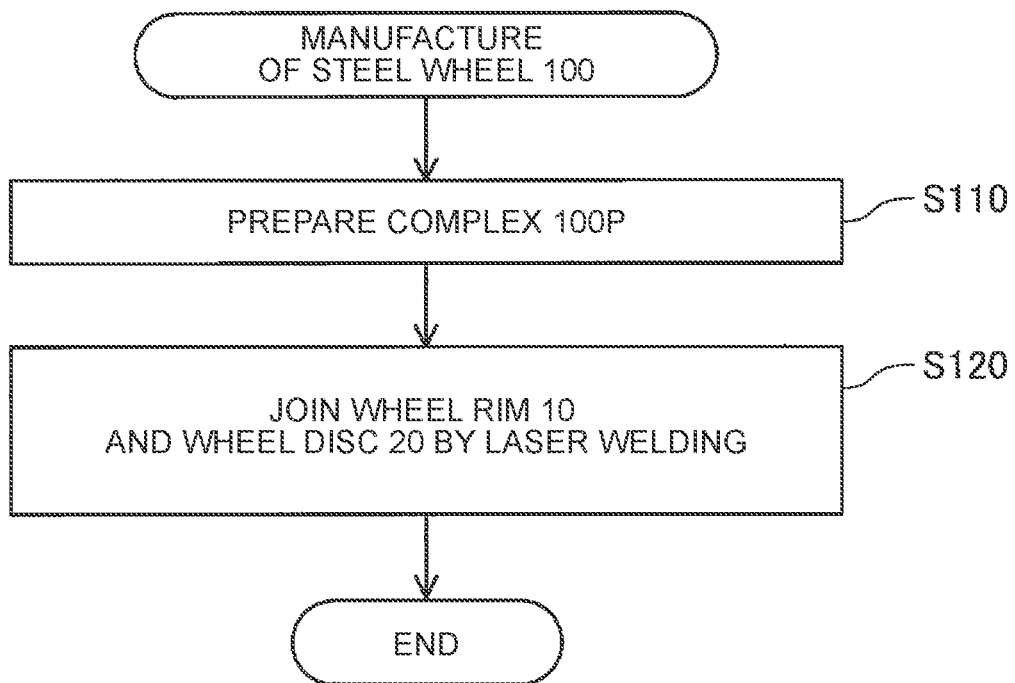 MANUFACTURE
OF STEEL WHEEL 100
PREPARE COMPLEX 100P
S110
JOIN WHEEL RIM 10
AND WHEEL DISC 20 BY LASER WELDING
S120
END